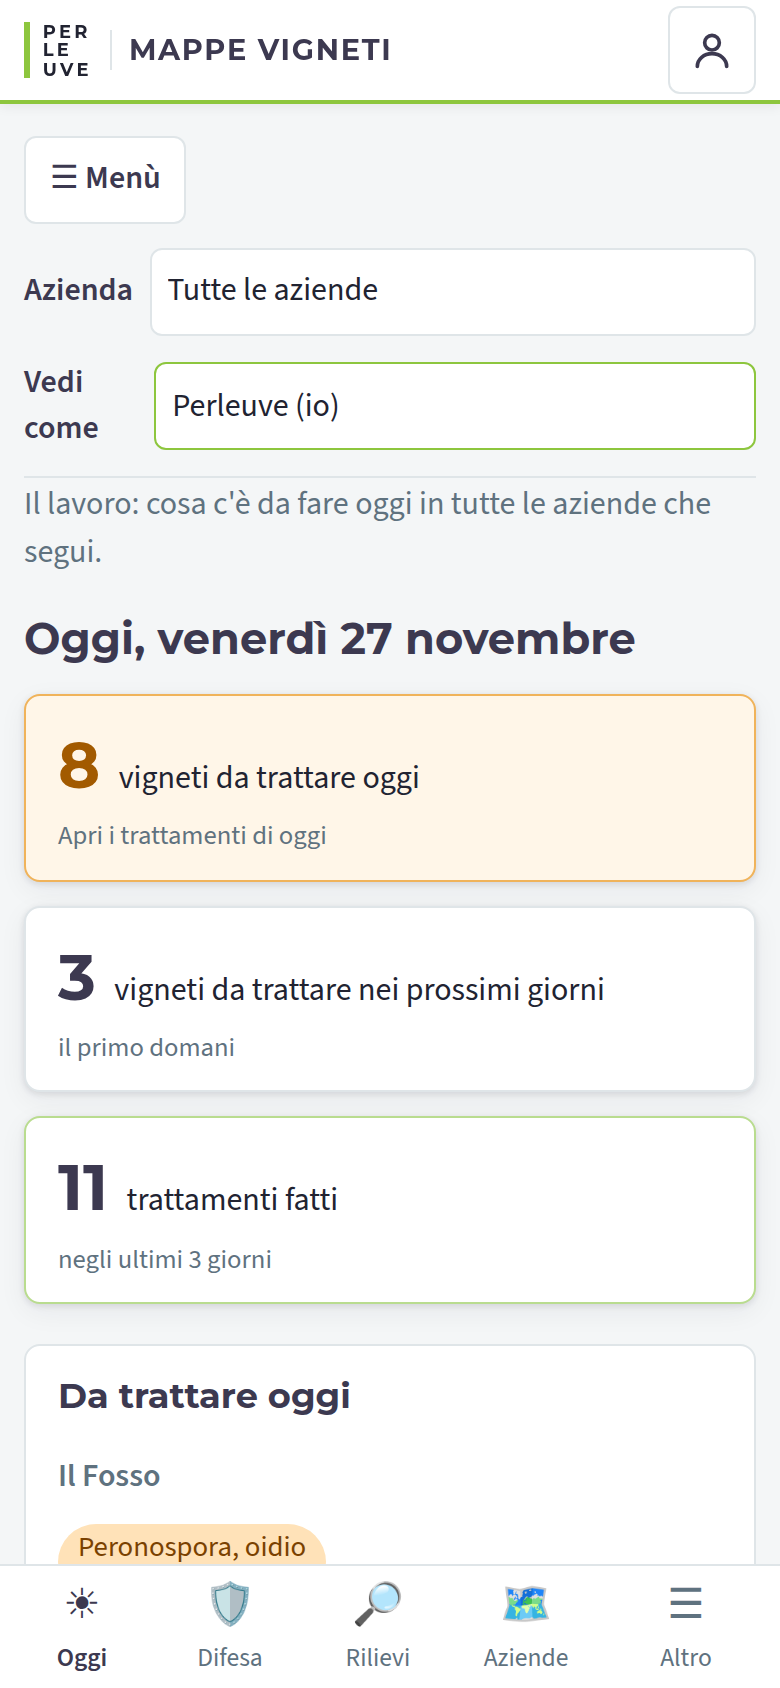 PER
LE
UVE
MAPPE VIGNETI
☰ Menù
Azienda
Tutte le aziende
Vedi
come
Perleuve (io)
Il lavoro: cosa c'è da fare oggi in tutte le aziende che
segui.
Oggi, venerdì 27 novembre
8 vigneti da trattare oggi
Apri i trattamenti di oggi
3 vigneti da trattare nei prossimi giorni
il primo domani
11 trattamenti fatti
negli ultimi 3 giorni
Da trattare oggi
Il Fosso
Peronospora, oidio
Oggi
Difesa
Rilievi
Aziende
Altro